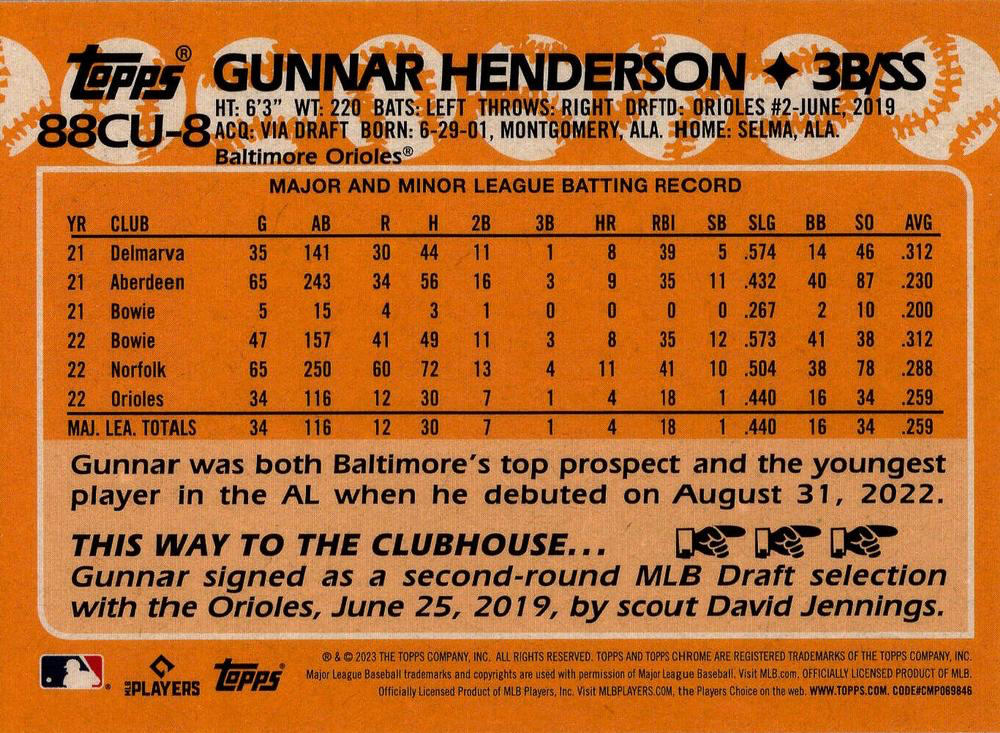 Topps® GUNNAR HENDERSON ✦ 3B/SS
HT: 6'3" WT: 220 BATS: LEFT THROWS: RIGHT DRFTD: ORIOLES #2-JUNE, 2019
88CU-8 ACQ: VIA DRAFT BORN: 6-29-01, MONTGOMERY, ALA. HOME: SELMA, ALA.
Baltimore Orioles®
MAJOR AND MINOR LEAGUE BATTING RECORD
YR CLUB G AB R H 2B 3B HR RBI SB SLG BB SO AVG
21 Delmarva 35 141 30 44 11 1 8 39 5 .574 14 46 .312
21 Aberdeen 65 243 34 56 16 3 9 35 11 .432 40 87 .230
21 Bowie 5 15 4 3 1 0 0 0 0 .267 2 10 .200
22 Bowie 47 157 41 49 11 3 8 35 12 .573 41 38 .312
22 Norfolk 65 250 60 72 13 4 11 41 10 .504 38 78 .288
22 Orioles 34 116 12 30 7 1 4 18 1 .440 16 34 .259
MAJ. LEA. TOTALS 34 116 12 30 7 1 4 18 1 .440 16 34 .259
Gunnar was both Baltimore's top prospect and the youngest
player in the AL when he debuted on August 31, 2022.
THIS WAY TO THE CLUBHOUSE...
Gunnar signed as a second-round MLB Draft selection
with the Orioles, June 25, 2019, by scout David Jennings.
® & © 2023 THE TOPPS COMPANY, INC. ALL RIGHTS RESERVED. TOPPS AND TOPPS CHROME ARE REGISTERED TRADEMARKS OF THE TOPPS COMPANY, INC.
Major League Baseball trademarks and copyrights are used with permission of Major League Baseball. Visit MLB.com. OFFICIALLY LICENSED PRODUCT OF MLB.
Officially Licensed Product of MLB Players, Inc. Visit MLBPLAYERS.COM, the Players Choice on the web. WWW.TOPPS.COM. CODE#CMP069846
MLB PLAYERS Topps®